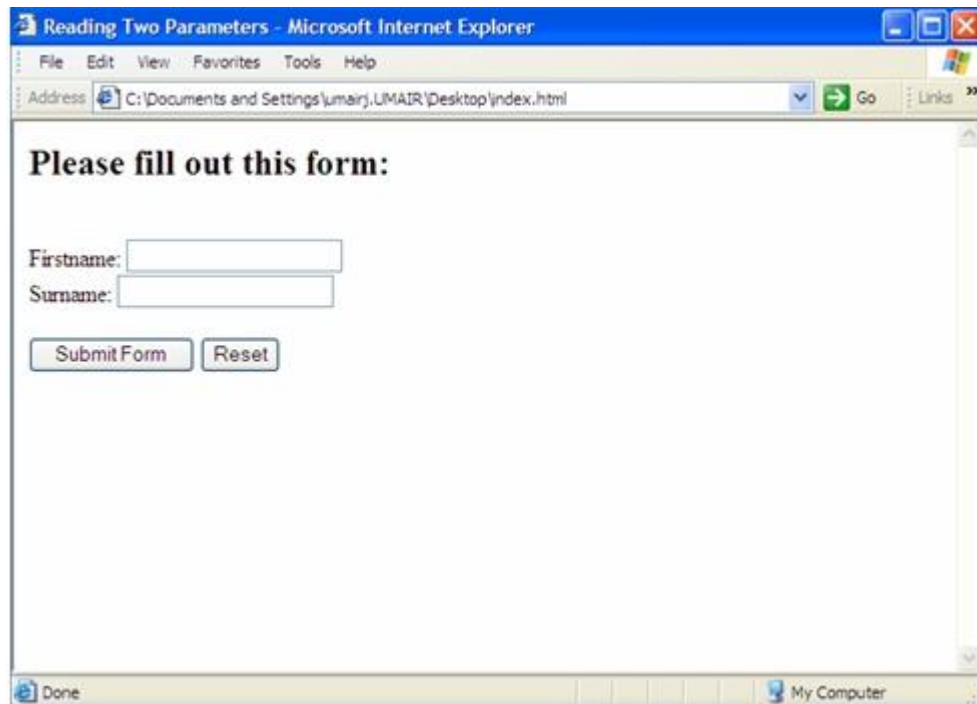 Reading Two Parameters - Microsoft Internet Explorer
File Edit View Favorites Tools Help
Address C:\Documents and Settings\umairj.UMAIR\Desktop\index.html Go Links »
Please fill out this form:
Firstname:
Surname:
Submit Form Reset
Done My Computer